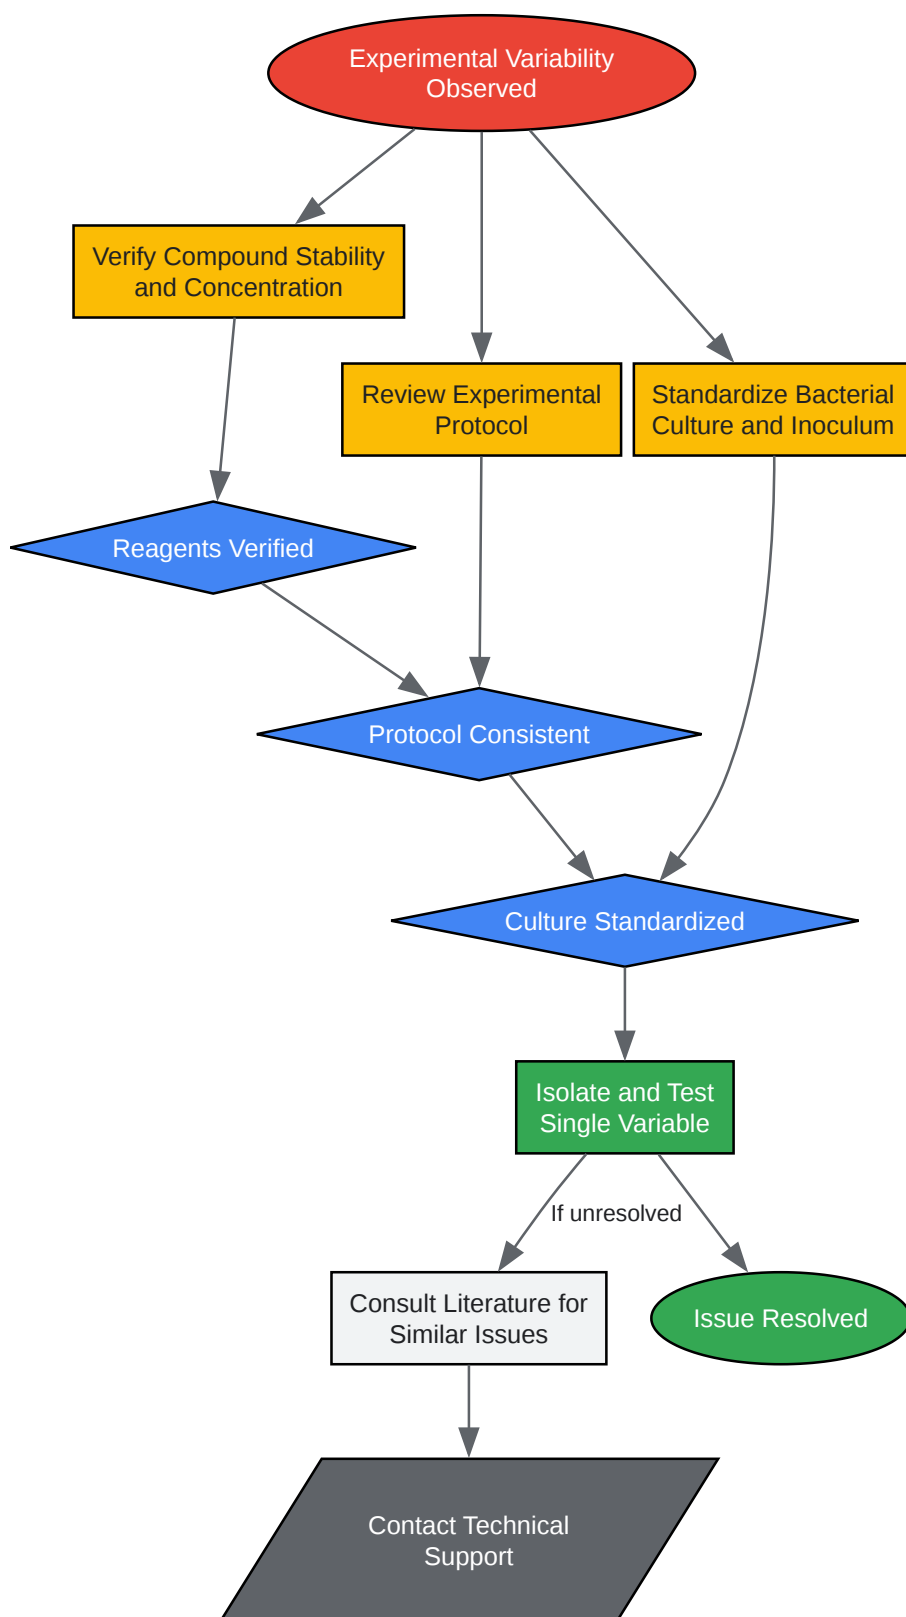 Experimental Variability
Observed
Verify Compound Stability
and Concentration
Review Experimental
Protocol
Standardize Bacterial
Culture and Inoculum
Reagents Verified
Protocol Consistent
Culture Standardized
Isolate and Test
Single Variable
If unresolved
Consult Literature for
Similar Issues
Issue Resolved
Contact Technical
Support